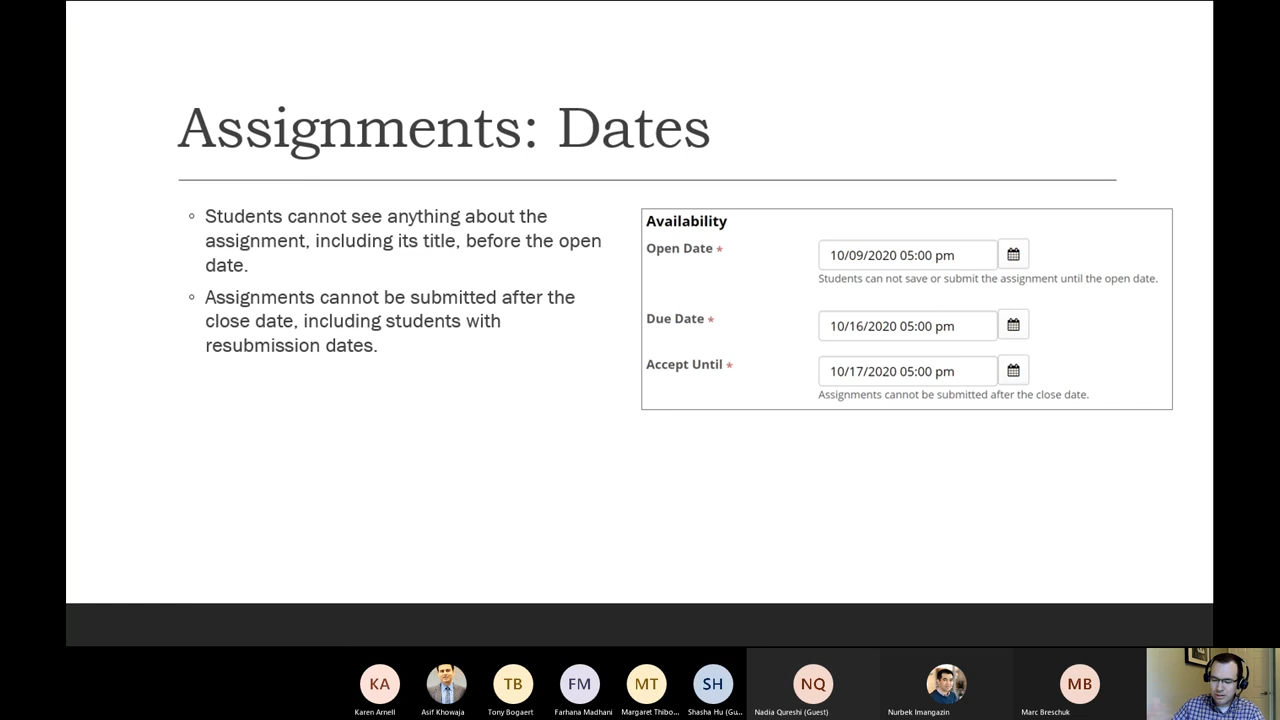 Assignments: Dates
◦ Students cannot see anything about the
assignment, including its title, before the open
date.
◦ Assignments cannot be submitted after the
close date, including students with
resubmission dates.
Availability
Open Date *
10/09/2020 05:00 pm
Students can not save or submit the assignment until the open date.
Due Date *
10/16/2020 05:00 pm
Accept Until *
10/17/2020 05:00 pm
Assignments cannot be submitted after the close date.
KA
TB
FM
MT
SH
NQ
MB
Karen Arnell
Asif Khowaja
Tony Bogaert
Farhana Madhani
Margaret Thibo...
Shasha Hu (Gu...
Nadia Qureshi (Guest)
Nurbek Imangazin
Marc Breschuk